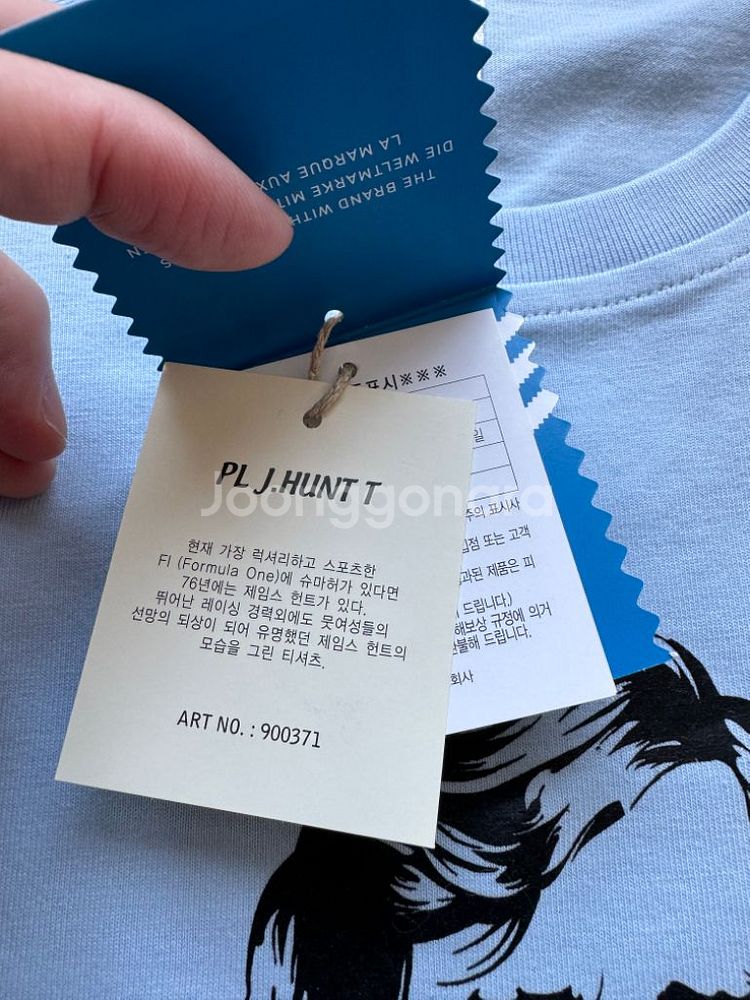 THE BRAND WITH
DIE WELTMARKE MIT
LA MARQUE AUX
PL J.HUNT T
현재 가장 럭셔리하고 스포츠한
FI (Formula One)에 슈마허가 있다면
76년에는 제임스 헌트가 있다.
뛰어난 레이싱 경력외에도 뭇여성들의
선망의 되상이 되어 유명했던 제임스 헌트의
모습을 그린 티셔츠.
ART NO. : 900371
표시※※※
일
주의 표시사
입점 또는 고객
과된 제품은 피
드립니다.)
해보상 규정에 의거
환불해 드립니다.
회사
Joonggongra